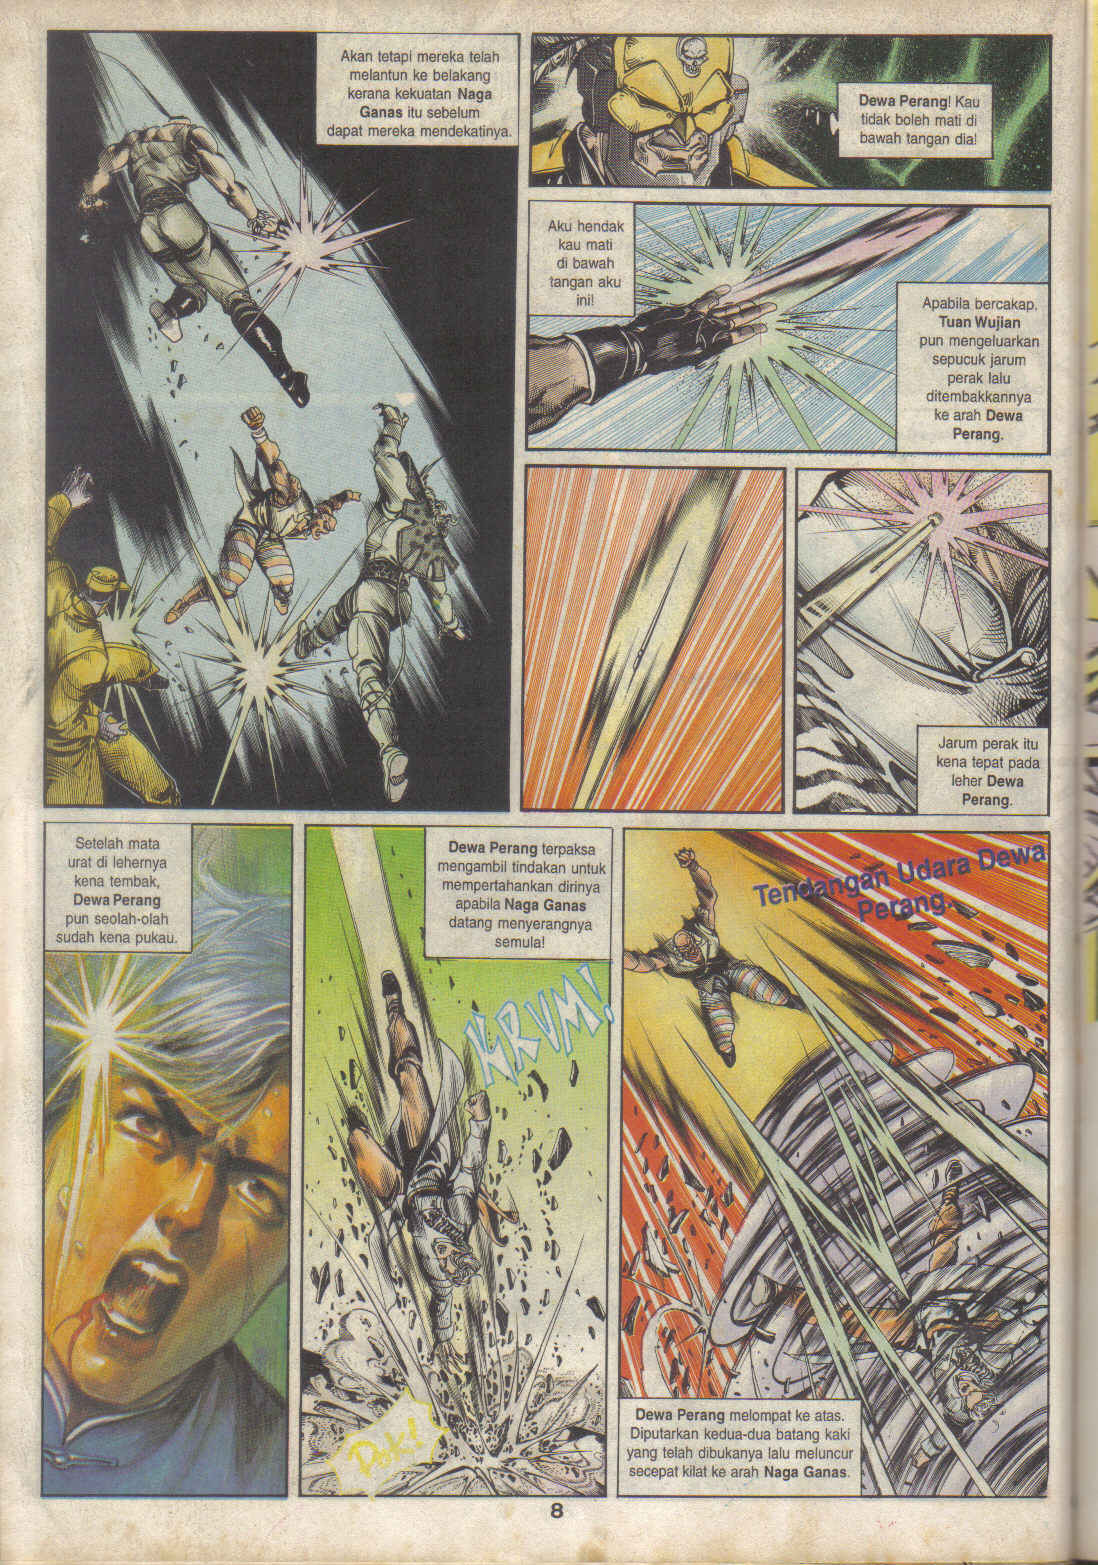 Akan tetapi mereka telah
melantun ke belakang
kerana kekuatan Naga
Ganas itu sebelum
dapat mereka mendekatinya.
Dewa Perang! Kau
tidak boleh mati di
bawah tangan dia!
Aku hendak
kau mati
di bawah
tangan aku
ini!
Apabila bercakap,
Tuan Wujian
pun mengeluarkan
sepucuk jarum
perak lalu
ditembakkannya
ke arah Dewa
Perang.
Jarum perak itu
kena tepat pada
leher Dewa
Perang.
Setelah mata
urat di lehernya
kena tembak,
Dewa Perang
pun seolah-olah
sudah kena pukau.
Dewa Perang terpaksa
mengambil tindakan untuk
mempertahankan dirinya
apabila Naga Ganas
datang menyerangnya
semula!
KRUM!
Pok!
Tendangan Udara Dewa
Perang.
Dewa Perang melompat ke atas.
Diputarkan kedua-dua batang kaki
yang telah dibukanya lalu meluncur
secepat kilat ke arah Naga Ganas.
8